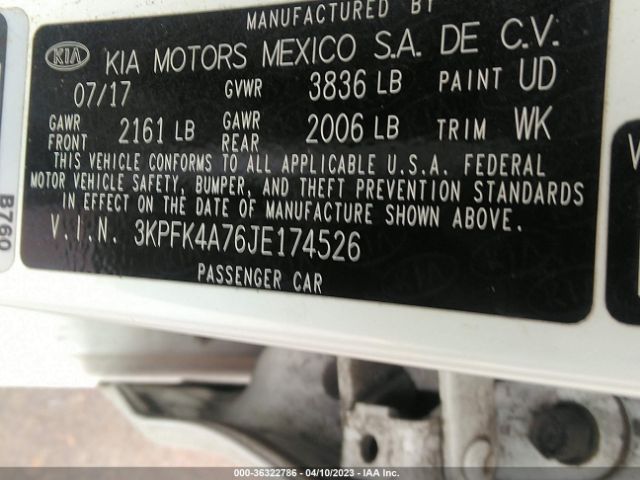 MANUFACTURED BY
KIA KIA MOTORS MEXICO S.A. DE C.V.
07/17 GVWR 3836 LB PAINT UD
GAWR FRONT 2161 LB GAWR REAR 2006 LB TRIM WK
THIS VEHICLE CONFORMS TO ALL APPLICABLE U.S.A. FEDERAL
MOTOR VEHICLE SAFETY, BUMPER, AND THEFT PREVENTION STANDARDS
IN EFFECT ON THE DATE OF MANUFACTURE SHOWN ABOVE.
V.I.N. 3KPFK4A76JE174526
PASSENGER CAR
B760
000-36322786 - 04/10/2023 - IAA Inc.